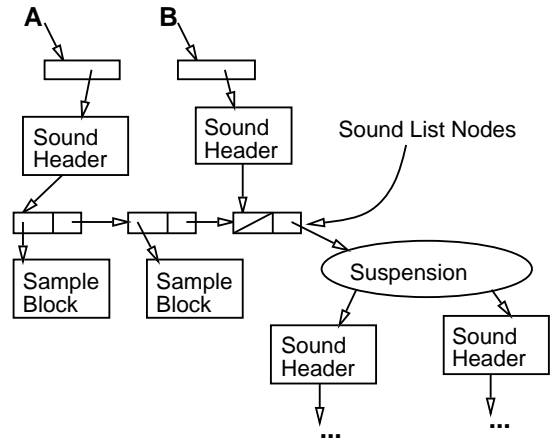 A
B
Sound
Header
Sound
Header
Sound List Nodes
Sample
Block
Sample
Block
Suspension
Sound
Header
Sound
Header
...
...